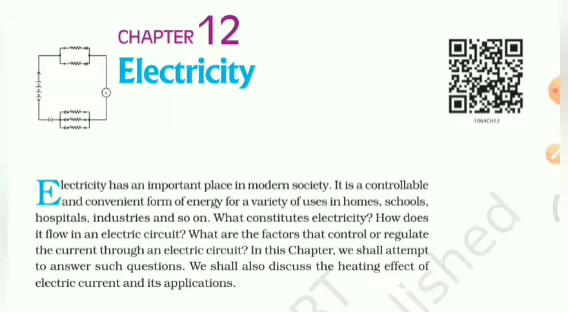 CHAPTER 12
Electricity
1064CH12
Electricity has an important place in modern society. It is a controllable
and convenient form of energy for a variety of uses in homes, schools,
hospitals, industries and so on. What constitutes electricity? How does
it flow in an electric circuit? What are the factors that control or regulate
the current through an electric circuit? In this Chapter, we shall attempt
to answer such questions. We shall also discuss the heating effect of
electric current and its applications.